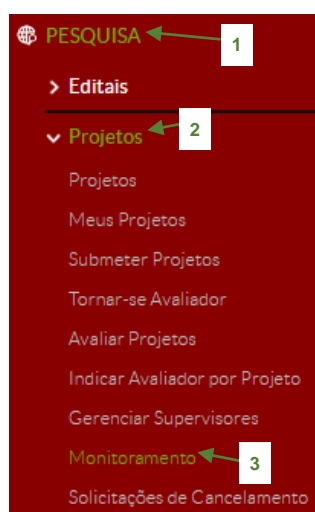 PESQUISA
1
Editais
Projetos
2
Projetos
Meus Projetos
Submeter Projetos
Tornar-se Avaliador
Avaliar Projetos
Indicar Avaliador por Projeto
Gerenciar Supervisores
Monitoramento
3
Solicitações de Cancelamento